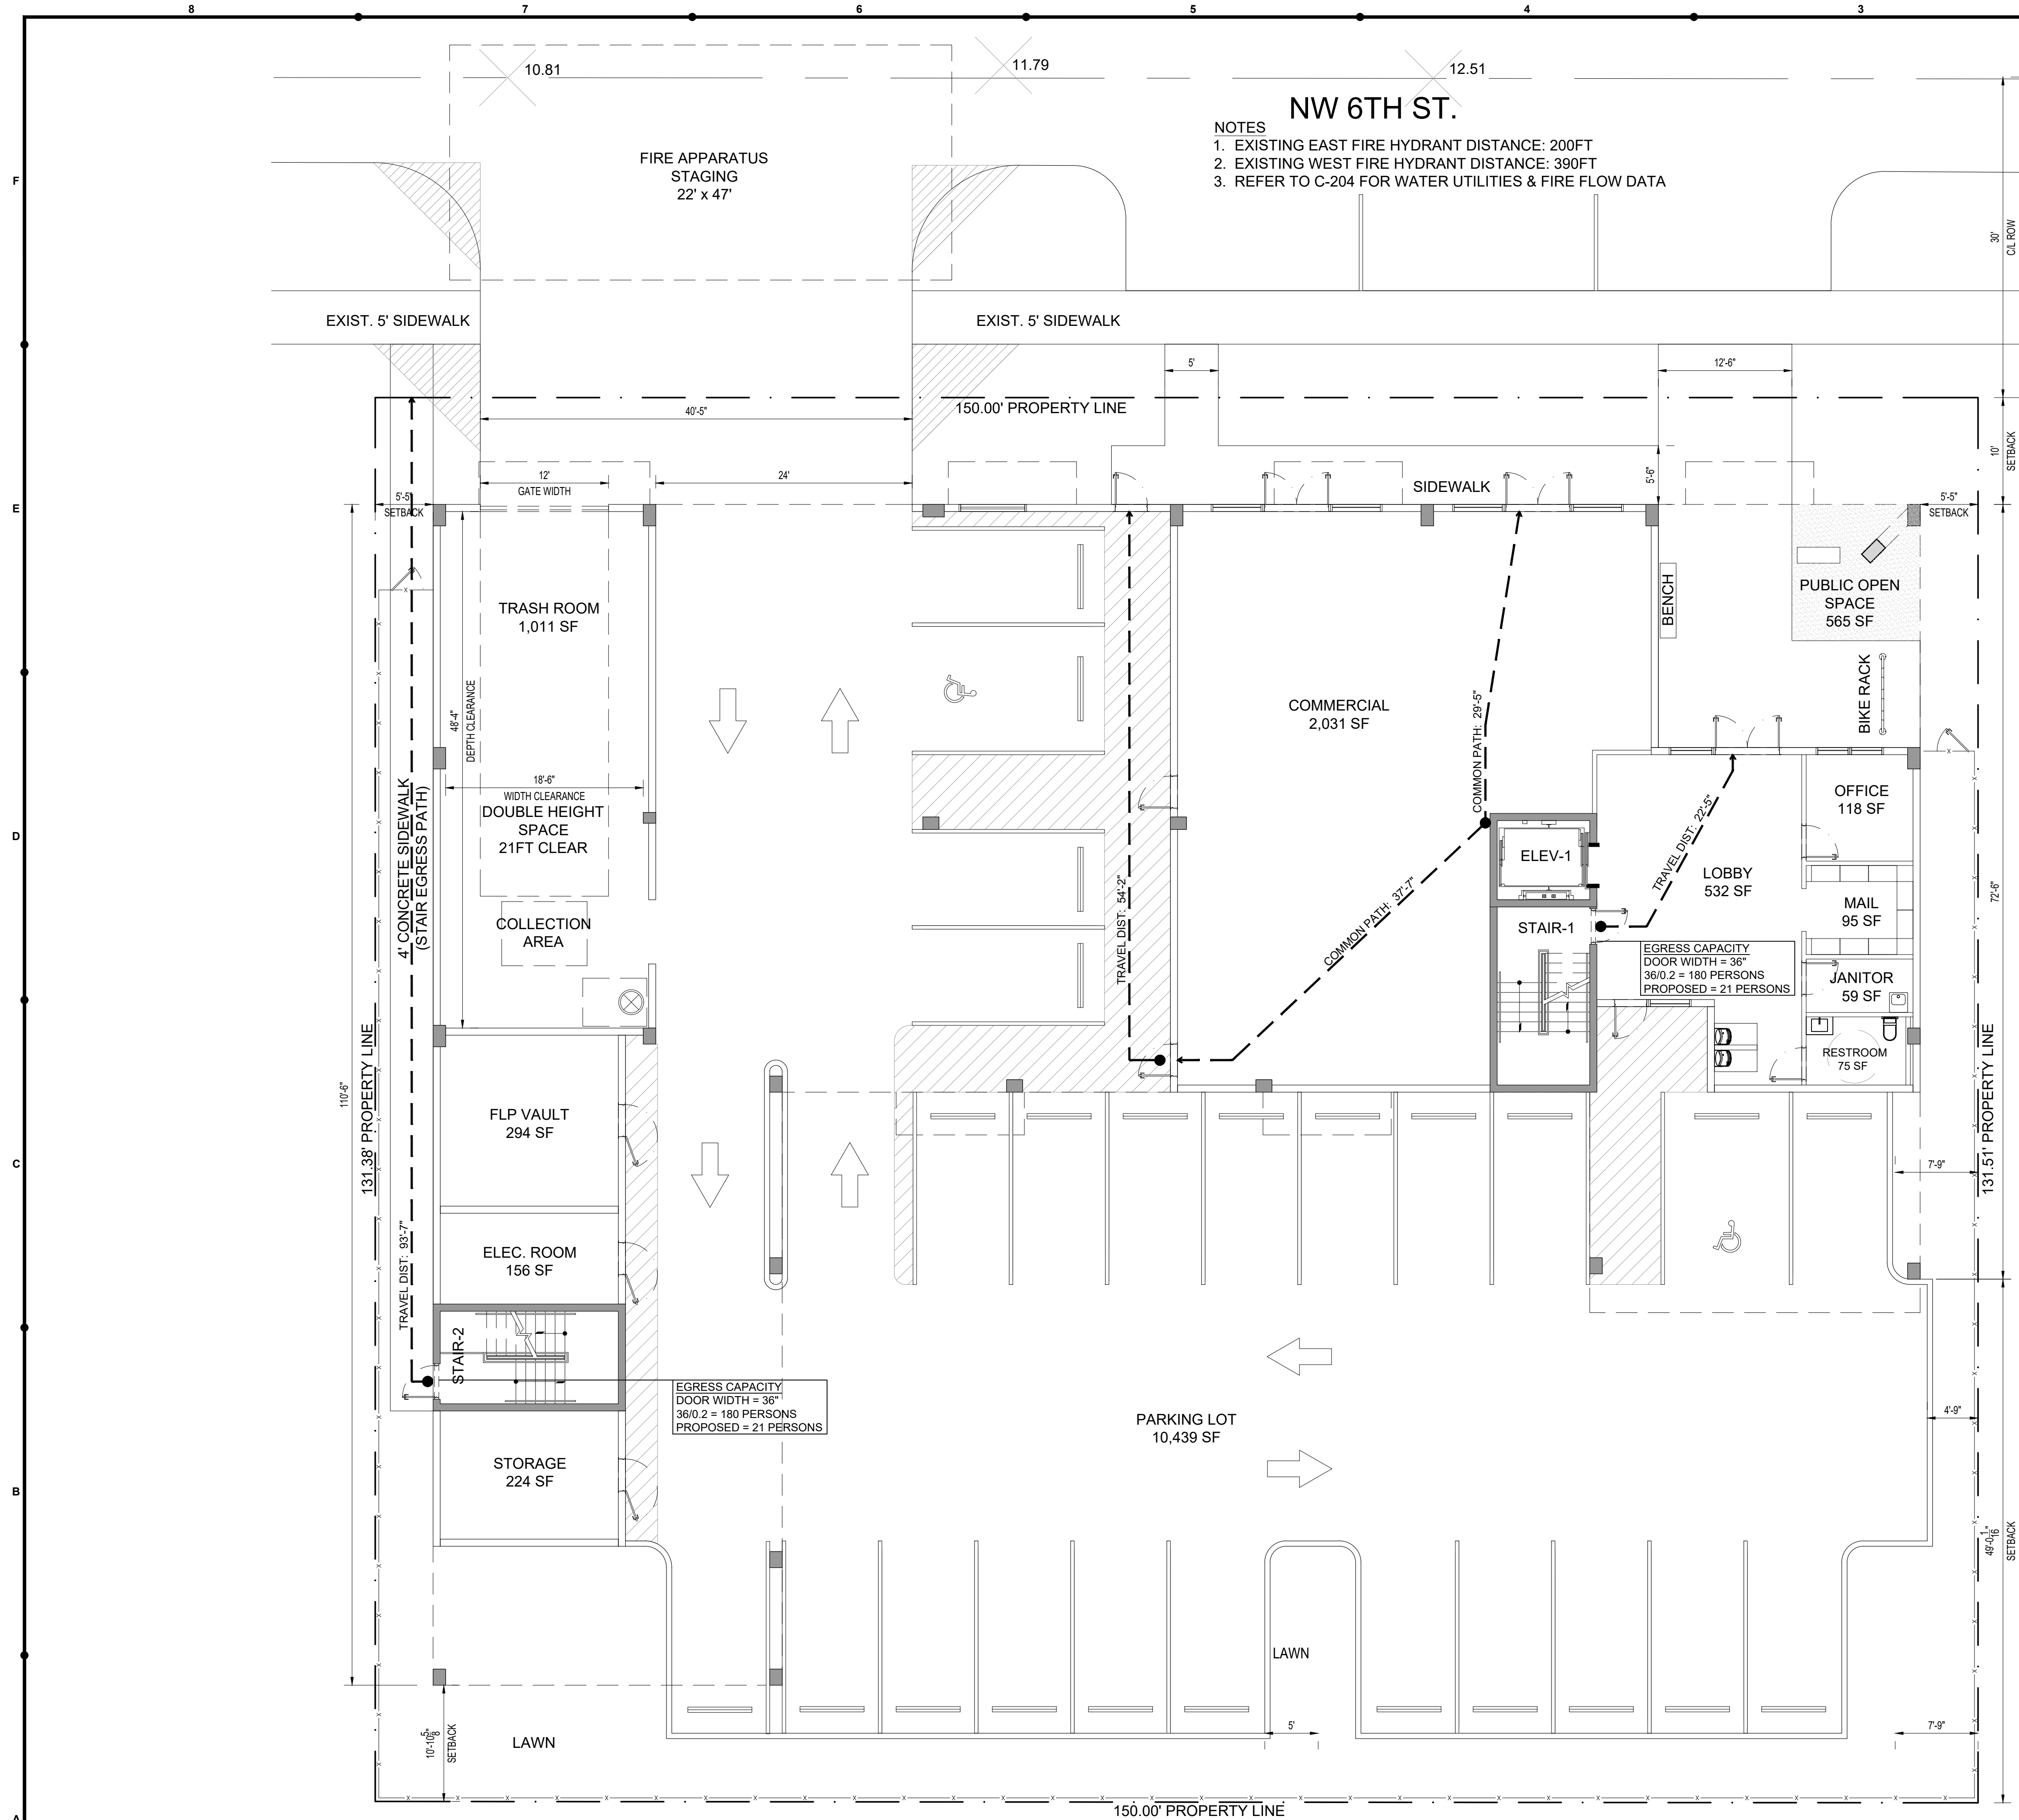 8
7
6
5
4
3
10.81
11.79
12.51
NW 6TH ST.
NOTES
1. EXISTING EAST FIRE HYDRANT DISTANCE: 200FT
2. EXISTING WEST FIRE HYDRANT DISTANCE: 390FT
3. REFER TO C-204 FOR WATER UTILITIES & FIRE FLOW DATA
FIRE APPARATUS
STAGING
22' x 47'
F
30'
C/L ROW
EXIST. 5' SIDEWALK
EXIST. 5' SIDEWALK
5'
12'-6"
150.00' PROPERTY LINE
40'-5"
10'
SETBACK
12'
GATE WIDTH
24'
5'-6"
SIDEWALK
E
5'-5"
SETBACK
5'-5"
SETBACK
TRASH ROOM
1,011 SF
BENCH
PUBLIC OPEN
SPACE
565 SF
BIKE RACK
48'-4"
DEPTH CLEARANCE
COMMERCIAL
2,031 SF
COMMON PATH: 29'-5"
18'-6"
WIDTH CLEARANCE
DOUBLE HEIGHT
SPACE
21FT CLEAR
D
4' CONCRETE SIDEWALK
(STAIR EGRESS PATH)
OFFICE
118 SF
ELEV-1
TRAVEL DIST: 22'-5"
LOBBY
532 SF
72'-6"
MAIL
95 SF
COLLECTION
AREA
TRAVEL DIST: 54'-2"
COMMON PATH: 37'-7"
STAIR-1
EGRESS CAPACITY
DOOR WIDTH = 36"
36/0.2 = 180 PERSONS
PROPOSED = 21 PERSONS
JANITOR
59 SF
RESTROOM
75 SF
131.38' PROPERTY LINE
110'-6"
131.51' PROPERTY LINE
FLP VAULT
294 SF
C
7'-9"
TRAVEL DIST: 93'-7"
ELEC. ROOM
156 SF
STAIR-2
EGRESS CAPACITY
DOOR WIDTH = 36"
36/0.2 = 180 PERSONS
PROPOSED = 21 PERSONS
PARKING LOT
10,439 SF
4'-9"
STORAGE
224 SF
B
49'-0 1/16"
SETBACK
LAWN
10'-10 5/8"
SETBACK
LAWN
5'
7'-9"
150.00' PROPERTY LINE
A